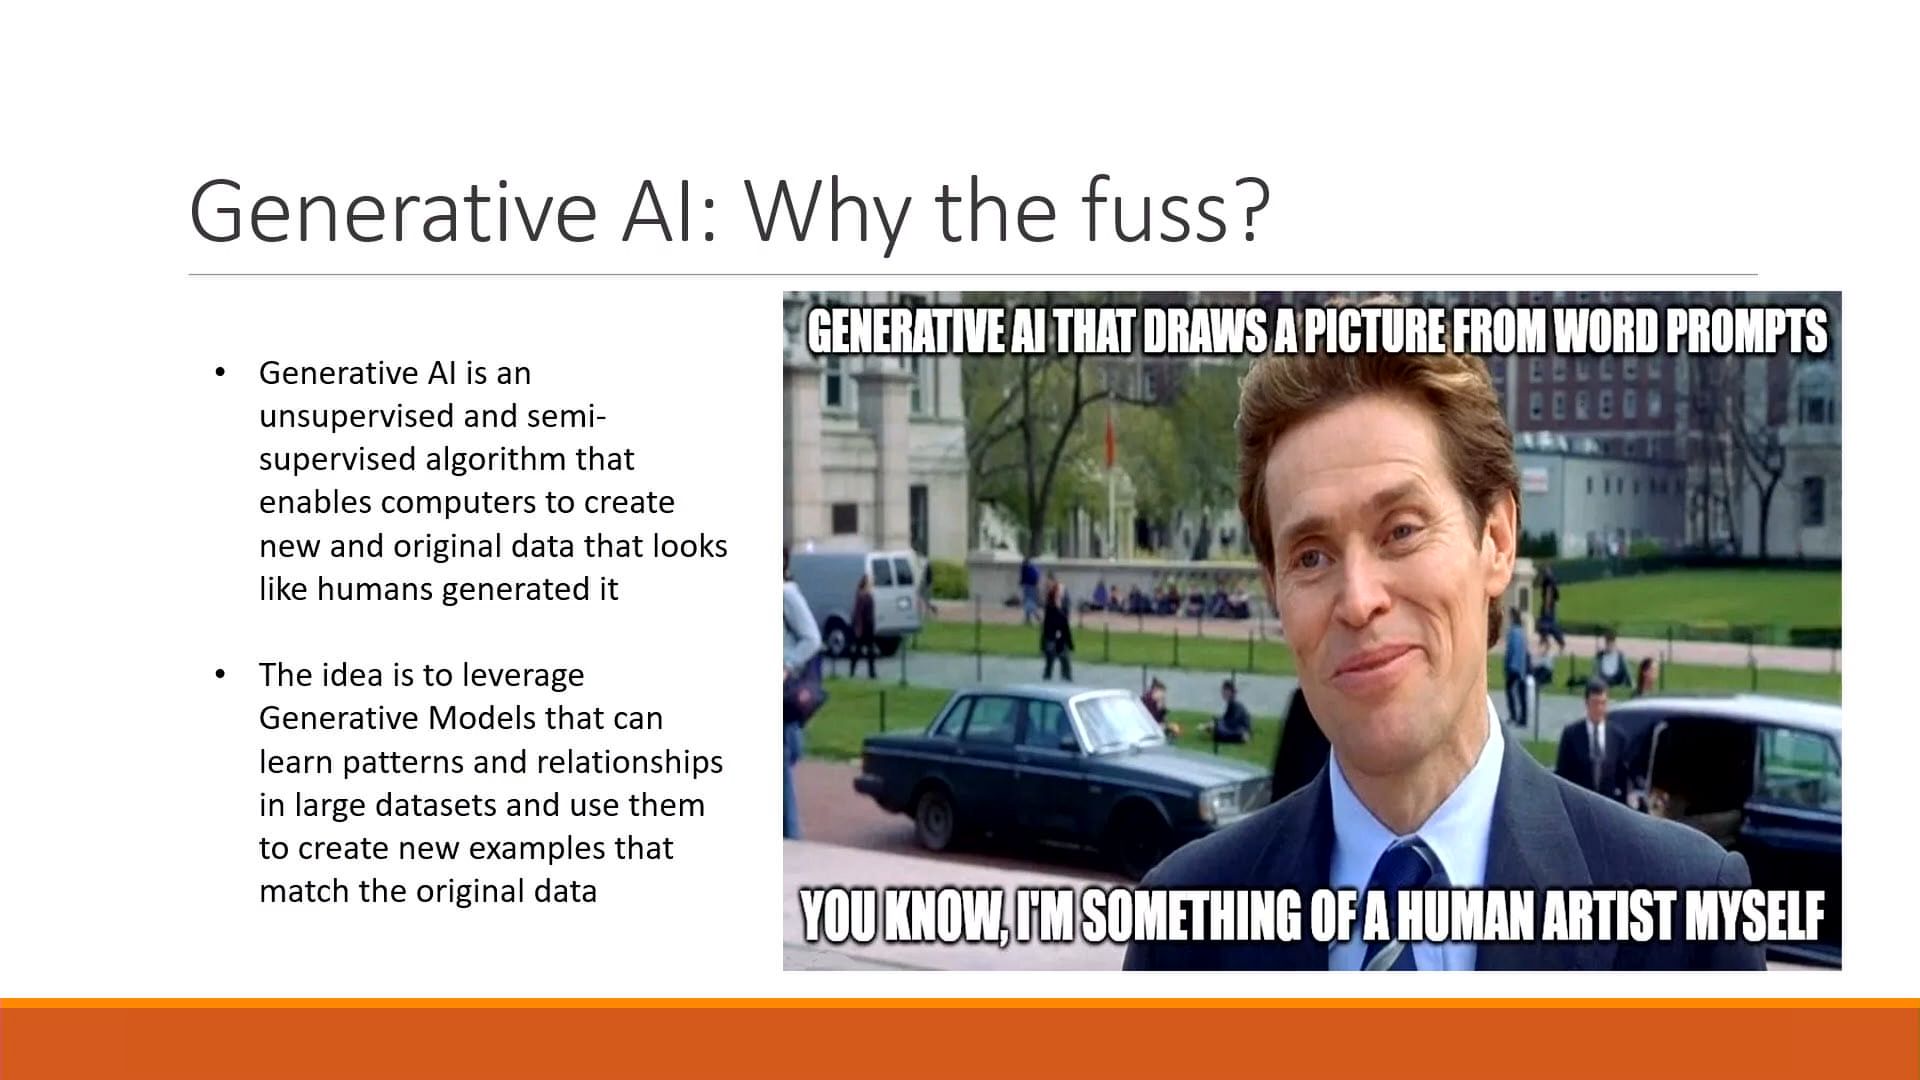 Generative AI: Why the fuss?
• Generative AI is an
unsupervised and semi-
supervised algorithm that
enables computers to create
new and original data that looks
like humans generated it
• The idea is to leverage
Generative Models that can
learn patterns and relationships
in large datasets and use them
to create new examples that
match the original data
GENERATIVE AI THAT DRAWS A PICTURE FROM WORD PROMPTS
YOU KNOW, I'M SOMETHING OF A HUMAN ARTIST MYSELF